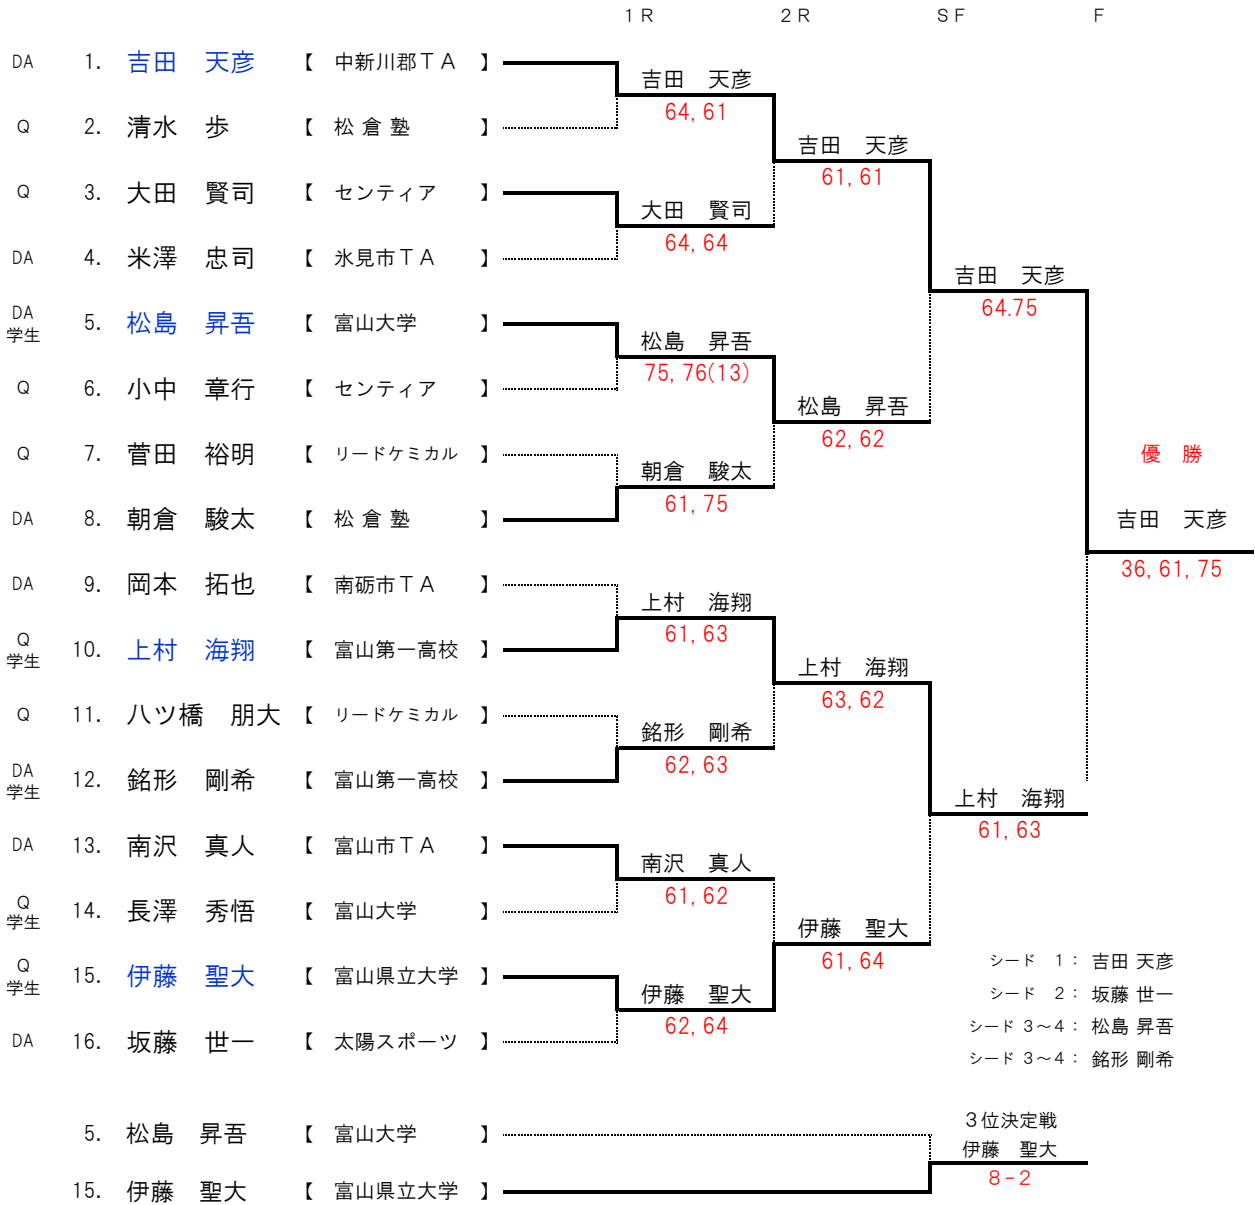 １Ｒ ２Ｒ ＳＦ Ｆ
DA 1. 吉田　天彦 【 中新川郡ＴＡ 】
吉田　天彦
64, 61
Q 2. 清水　歩 【 松 倉 塾 】
吉田　天彦
61, 61
Q 3. 大田　賢司 【 センティア 】
大田　賢司
64, 64
DA 4. 米澤　忠司 【 氷見市ＴＡ 】
吉田　天彦
64.75
DA
学生
5. 松島　昇吾 【 富山大学 】
松島　昇吾
75, 76(13)
Q 6. 小中　章行 【 センティア 】
松島　昇吾
62, 62
Q 7. 菅田　裕明 【 リードケミカル 】
優　勝
朝倉　駿太
61, 75
DA 8. 朝倉　駿太 【 松 倉 塾 】
吉田　天彦
36, 61, 75
DA 9. 岡本　拓也 【 南砺市ＴＡ 】
上村　海翔
61, 63
Q
学生
10. 上村　海翔 【 富山第一高校 】
上村　海翔
63, 62
Q 11. 八ツ橋　朋大 【 リードケミカル 】
銘形　剛希
62, 63
DA
学生
12. 銘形　剛希 【 富山第一高校 】
上村　海翔
61, 63
DA 13. 南沢　真人 【 富山市ＴＡ 】
南沢　真人
61, 62
Q
学生
14. 長澤　秀悟 【 富山大学 】
伊藤　聖大
61, 64
Q
学生
15. 伊藤　聖大 【 富山県立大学 】
伊藤　聖大
62, 64
DA 16. 坂藤　世一 【 太陽スポーツ 】
シード　1： 吉田 天彦
シード　2： 坂藤 世一
シード 3～4： 松島 昇吾
シード 3～4： 銘形 剛希
5. 松島　昇吾 【 富山大学 】
３位決定戦
伊藤　聖大
8-2
15. 伊藤　聖大 【 富山県立大学 】